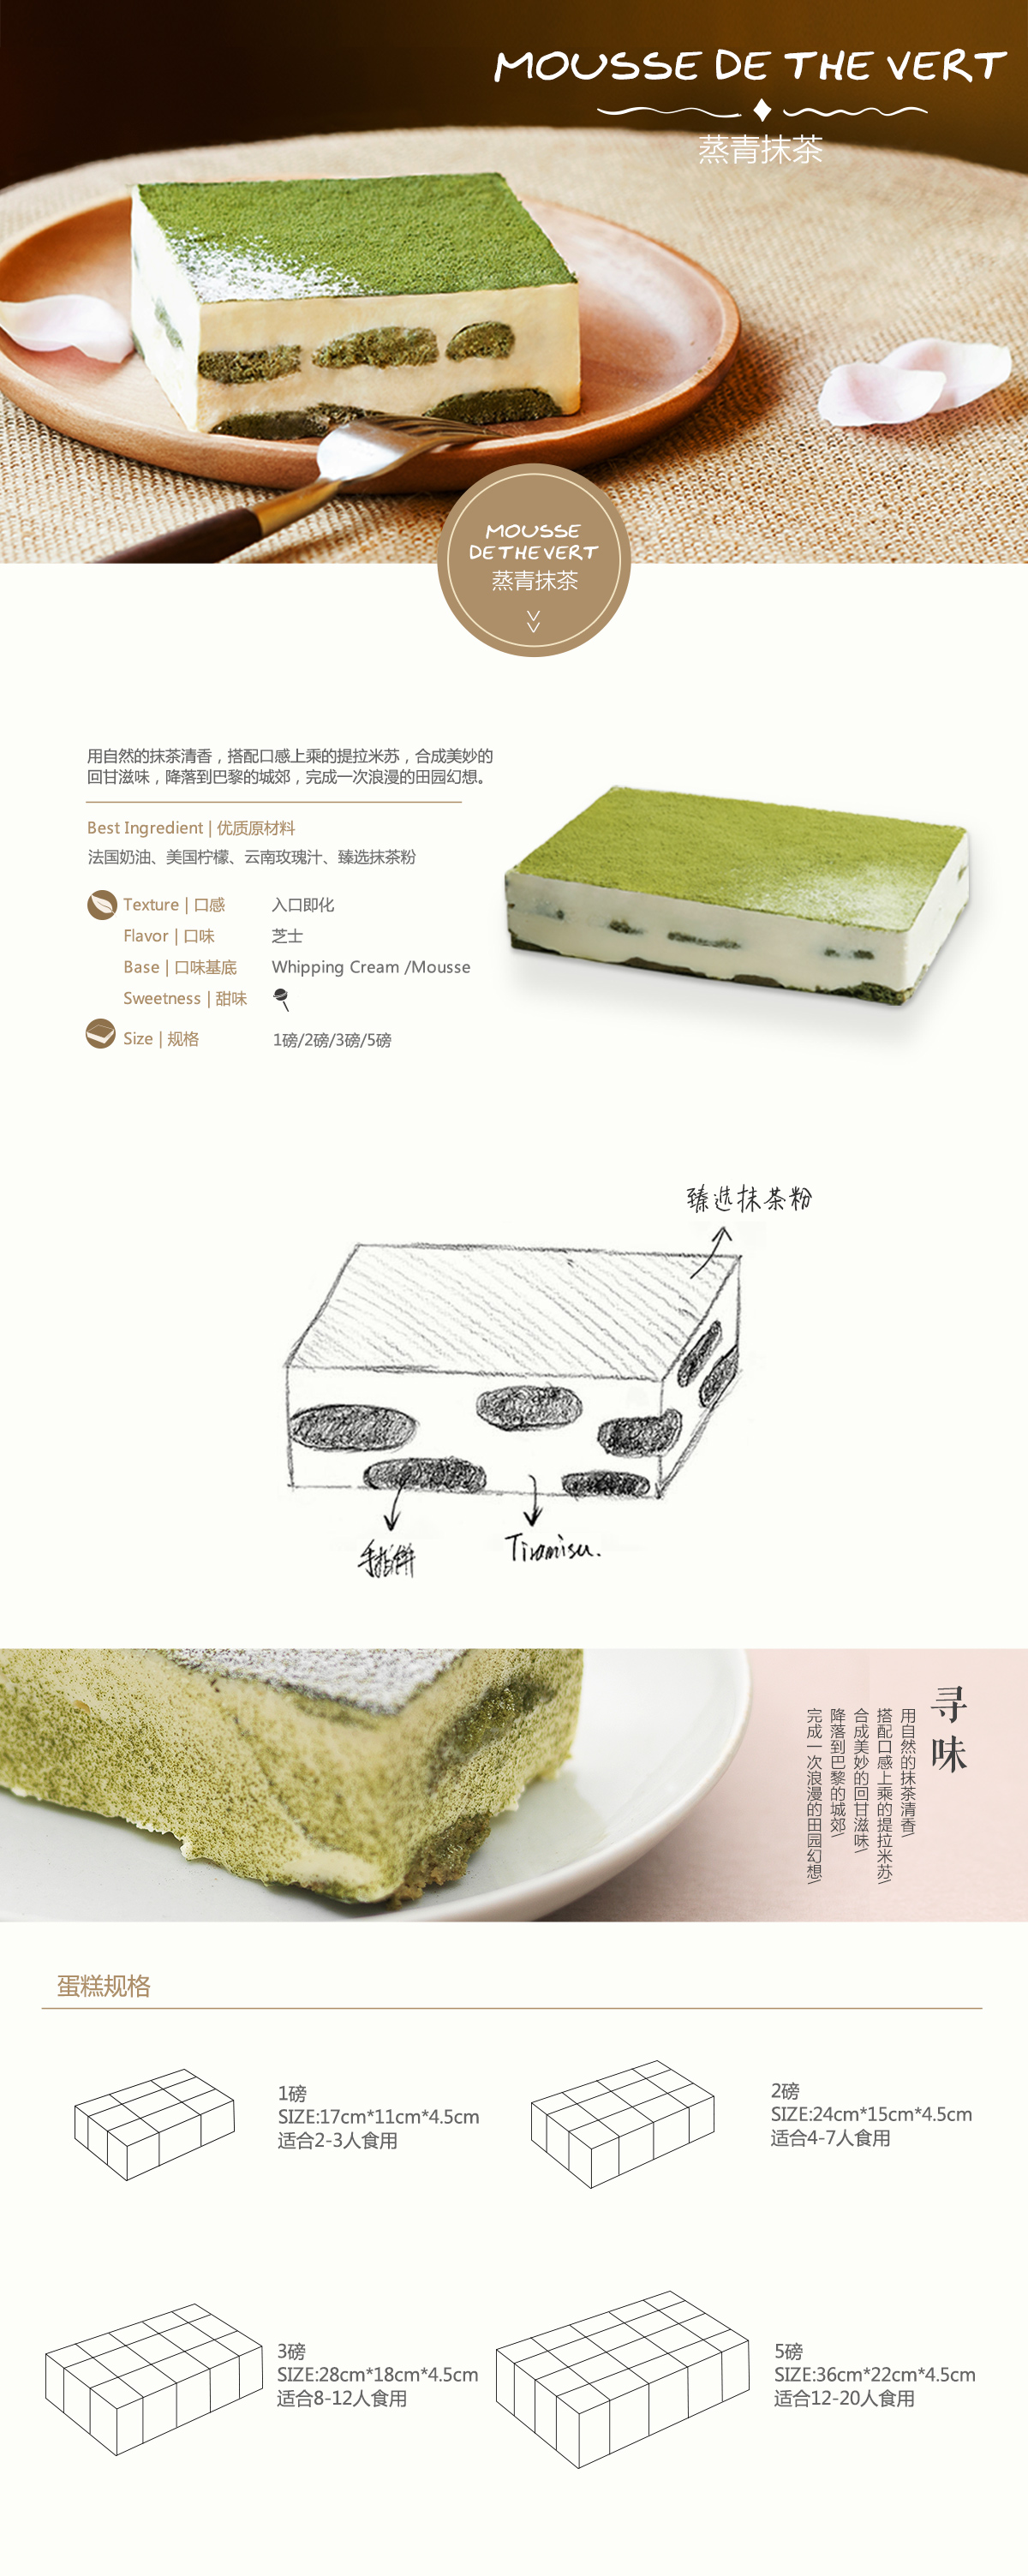 MOUSSE DE THE VERT
蒸青抹茶
MOUSSE
DE THE VERT
蒸青抹茶
用自然的抹茶清香，搭配口感上乘的提拉米苏，合成美妙的
回甘滋味，降落到巴黎的城郊，完成一次浪漫的田园幻想。
Best Ingredient | 优质原材料
法国奶油、美国柠檬、云南玫瑰汁、臻选抹茶粉
Texture | 口感 入口即化
Flavor | 口味 芝士
Base | 口味基底 Whipping Cream /Mousse
Sweetness | 甜味
Size | 规格 1磅/2磅/3磅/5磅
臻选抹茶粉
手指饼
Tiramisu.
寻味
用自然的抹茶清香\
搭配口感上乘的提拉米苏\
合成美妙的回甘滋味\
降落到巴黎的城郊\
完成一次浪漫的田园幻想\
蛋糕规格
1磅
SIZE:17cm*11cm*4.5cm
适合2-3人食用
2磅
SIZE:24cm*15cm*4.5cm
适合4-7人食用
3磅
SIZE:28cm*18cm*4.5cm
适合8-12人食用
5磅
SIZE:36cm*22cm*4.5cm
适合12-20人食用